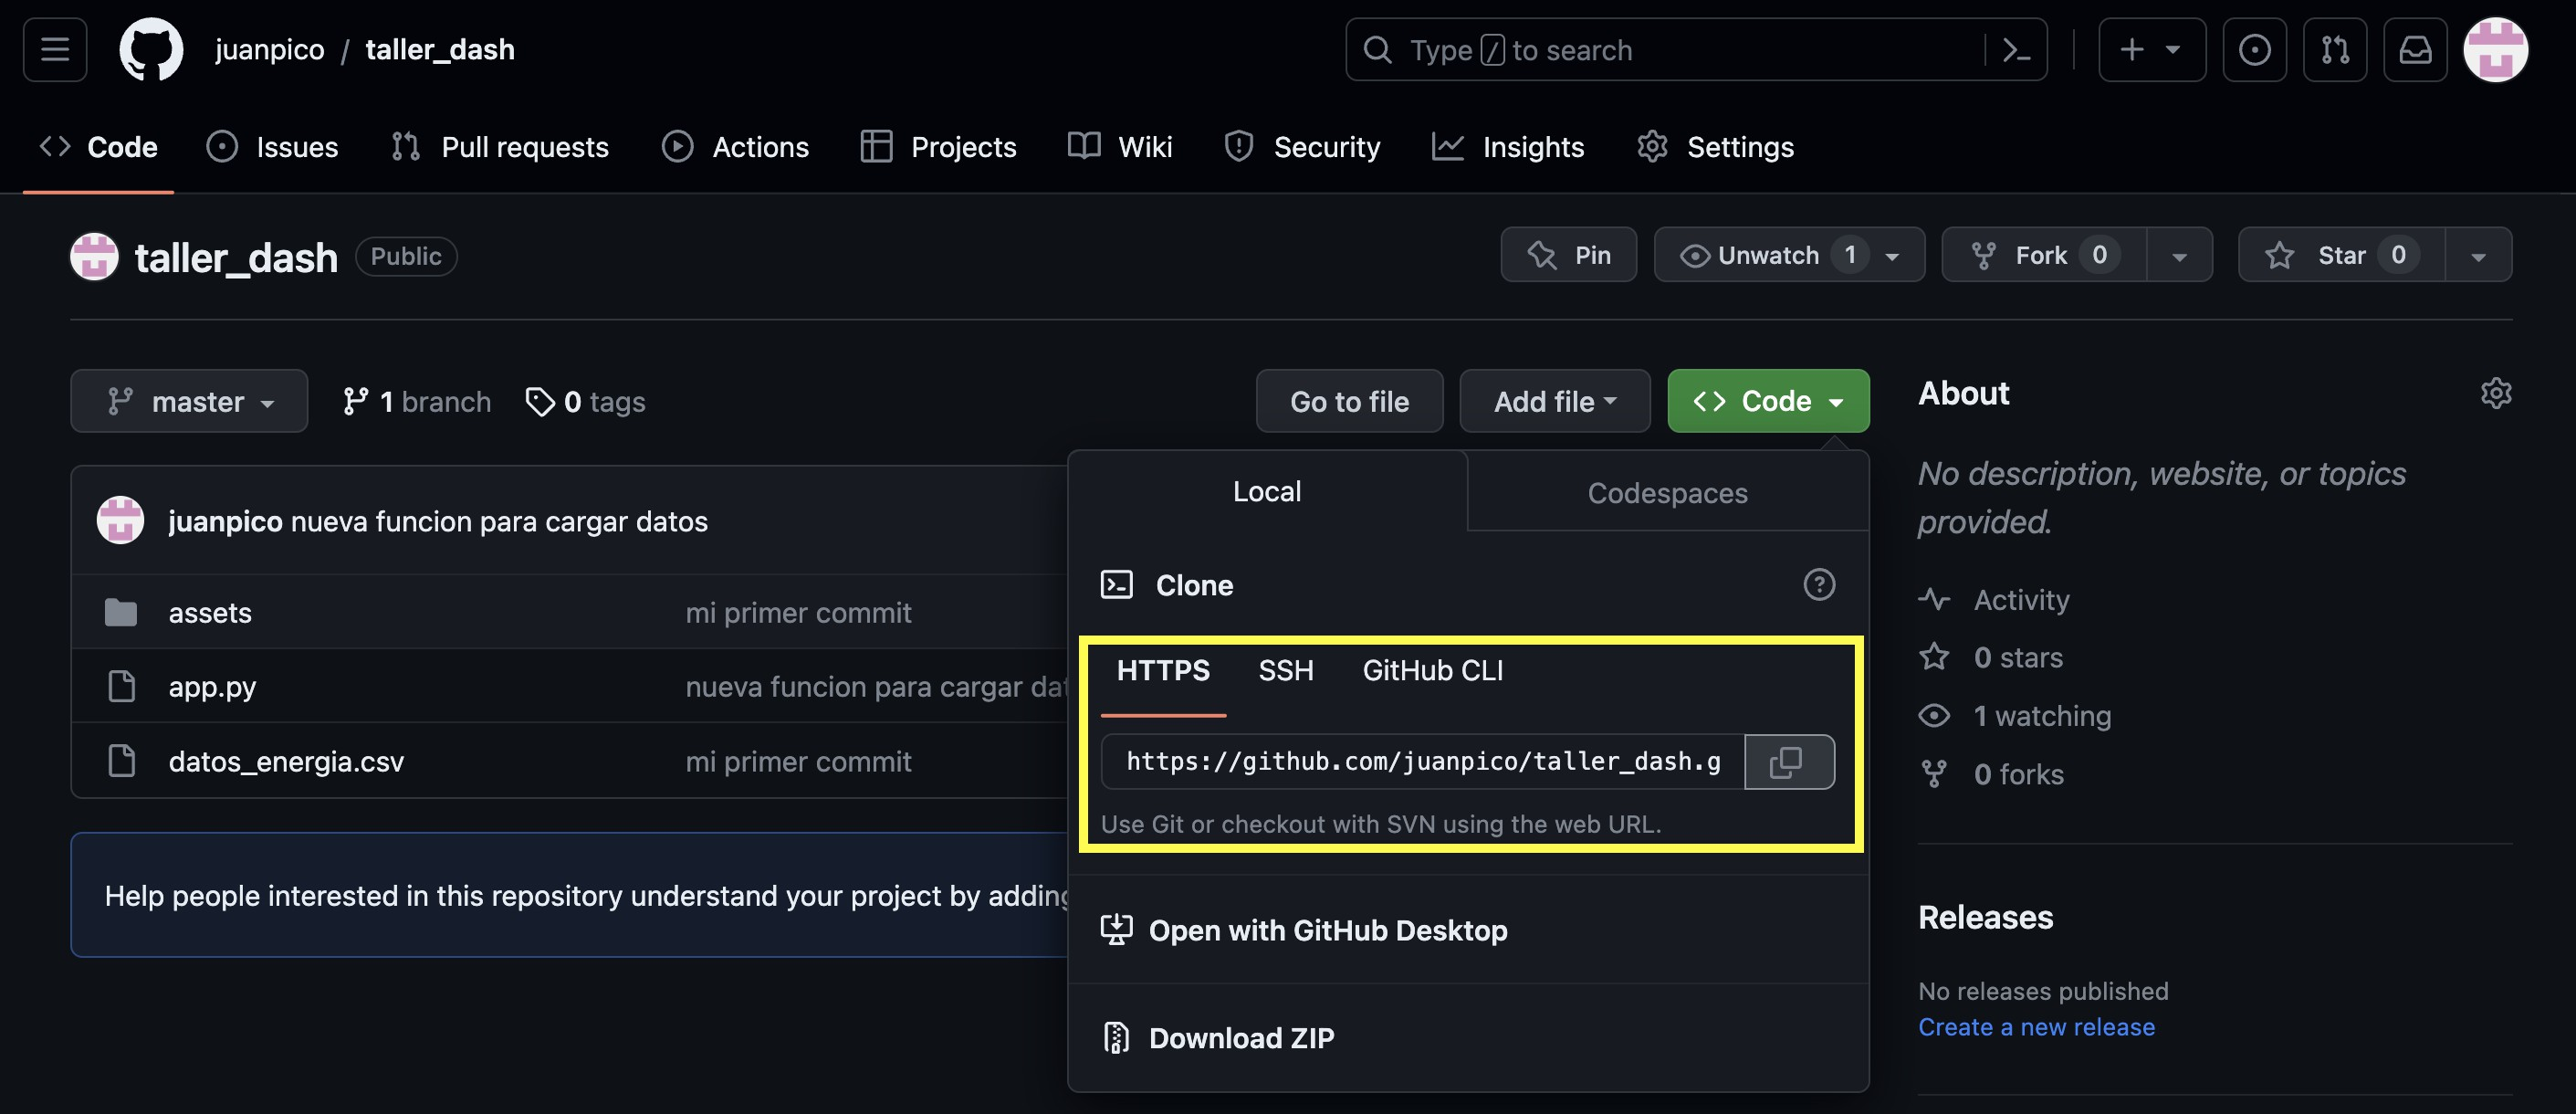 juanpico / taller_dash
Type / to search
Code Issues Pull requests Actions Projects Wiki Security Insights Settings
taller_dash Public
Pin Unwatch 1 Fork 0 Star 0
master 1 branch 0 tags
Go to file Add file Code
juanpico nueva funcion para cargar datos
assets mi primer commit
app.py nueva funcion para cargar dat
datos_energia.csv mi primer commit
Help people interested in this repository understand your project by adding
Local Codespaces
Clone
HTTPS SSH GitHub CLI
https://github.com/juanpico/taller_dash.g
Use Git or checkout with SVN using the web URL.
Open with GitHub Desktop
Download ZIP
About
No description, website, or topics
provided.
Activity
0 stars
1 watching
0 forks
Releases
No releases published
Create a new release